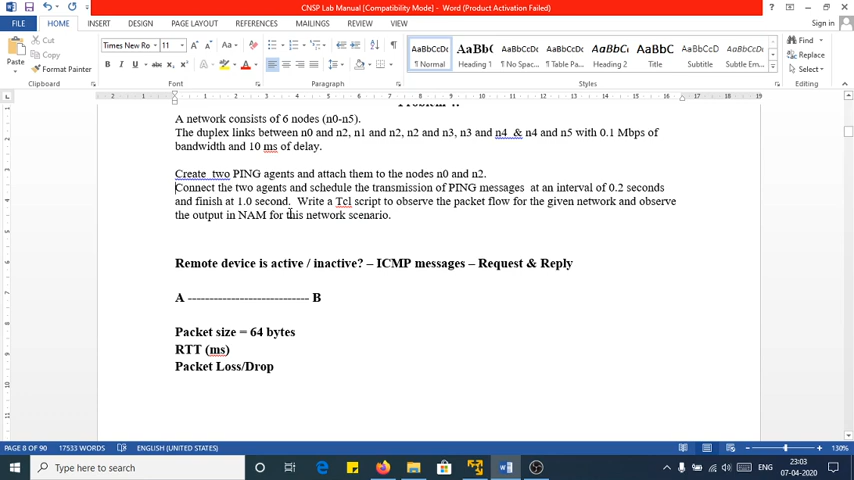 CNSP Lab Manual [Compatibility Mode] - Word (Product Activation Failed)
FILE HOME INSERT DESIGN PAGE LAYOUT REFERENCES MAILINGS REVIEW VIEW Sign in
Cut
Copy
Format Painter
Paste
Times New Ro 11
Find
Replace
Select
AaBbCcDc AaBbC AaBbCcDc AaBbCcDc AaBbCcI AaBbC AaBbCcD AaBbCcDc
¶ Normal Heading 1 ¶ No Spac... ¶ Table Pa... Heading 2 Title Subtitle Subtle Em...
Clipboard Font Paragraph Styles Editing
A network consists of 6 nodes (n0-n5).
The duplex links between n0 and n2, n1 and n2, n2 and n3, n3 and n4 & n4 and n5 with 0.1 Mbps of
bandwidth and 10 ms of delay.
Create two PING agents and attach them to the nodes n0 and n2.
Connect the two agents and schedule the transmission of PING messages at an interval of 0.2 seconds
and finish at 1.0 second. Write a Tcl script to observe the packet flow for the given network and observe
the output in NAM for this network scenario.
Remote device is active / inactive? – ICMP messages – Request & Reply
A ---------------------------- B
Packet size = 64 bytes
RTT (ms)
Packet Loss/Drop
PAGE 8 OF 90 17533 WORDS ENGLISH (UNITED STATES) 130%
Type here to search
ENG
23:03
07-04-2020